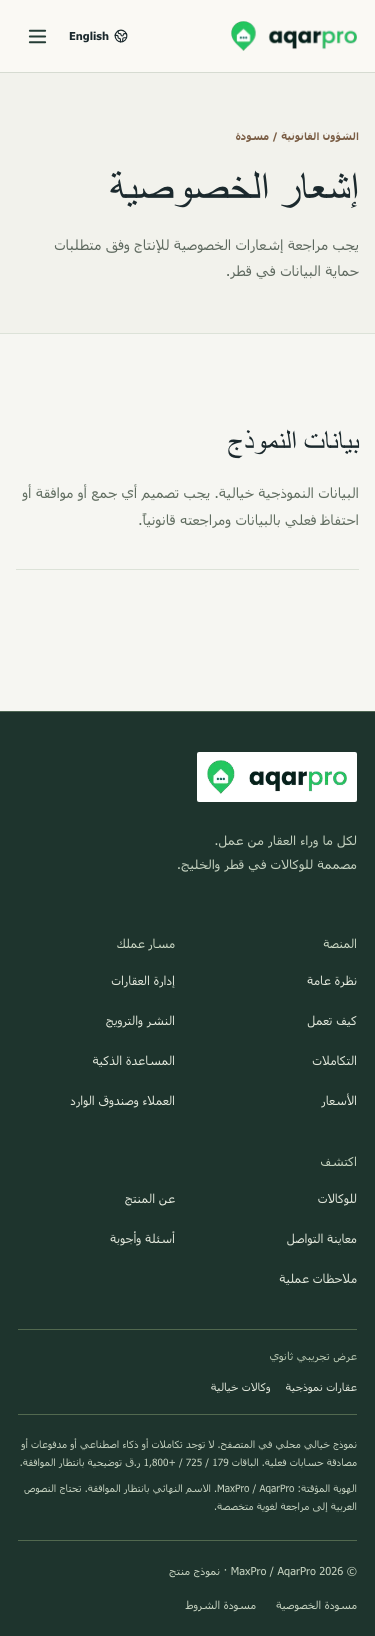 aqarpro
English
الشؤون القانونية / مسودة
إشعار الخصوصية
يجب مراجعة إشعارات الخصوصية للإنتاج وفق متطلبات
حماية البيانات في قطر.
بيانات النموذج
البيانات النموذجية خيالية. يجب تصميم أي جمع أو موافقة أو
احتفاظ فعلي بالبيانات ومراجعته قانونياً.
aqarpro
لكل ما وراء العقار من عمل.
مصممة للوكالات في قطر والخليج.
المنصة
مسار عملك
نظرة عامة
إدارة العقارات
كيف تعمل
النشر والترويج
التكاملات
المساعدة الذكية
الأسعار
العملاء وصندوق الوارد
اكتشف
للوكالات
عن المنتج
معاينة التواصل
أسئلة وأجوبة
ملاحظات عملية
عرض تجريبي ثانوي
عقارات نموذجية
وكالات خيالية
نموذج خيالي محلي في المتصفح. لا توجد تكاملات أو ذكاء اصطناعي أو مدفوعات أو
مصادقة حسابات فعلية. الباقات 179 / 725 / +1,800 ر.ق توضيحية بانتظار الموافقة.
الهوية المؤقتة: MaxPro / AqarPro. الاسم النهائي بانتظار الموافقة. تحتاج النصوص
العربية إلى مراجعة لغوية متخصصة.
© 2026 MaxPro / AqarPro · نموذج منتج
مسودة الخصوصية
مسودة الشروط